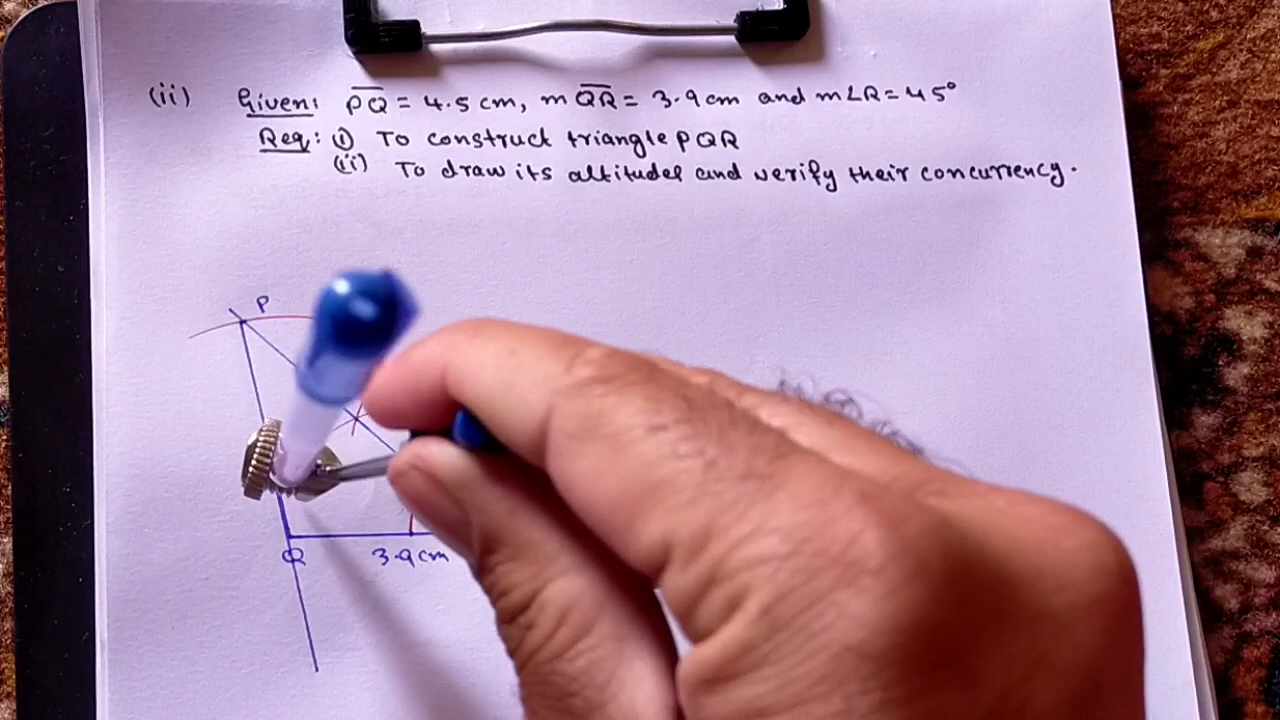 (ii) Given: PQ = 4.5 cm, m QR = 3.9 cm and m∠R = 45°
Req: (i) To construct triangle PQR
(ii) To draw its altitudes and verify their concurrency.
P
Q 3.9 cm